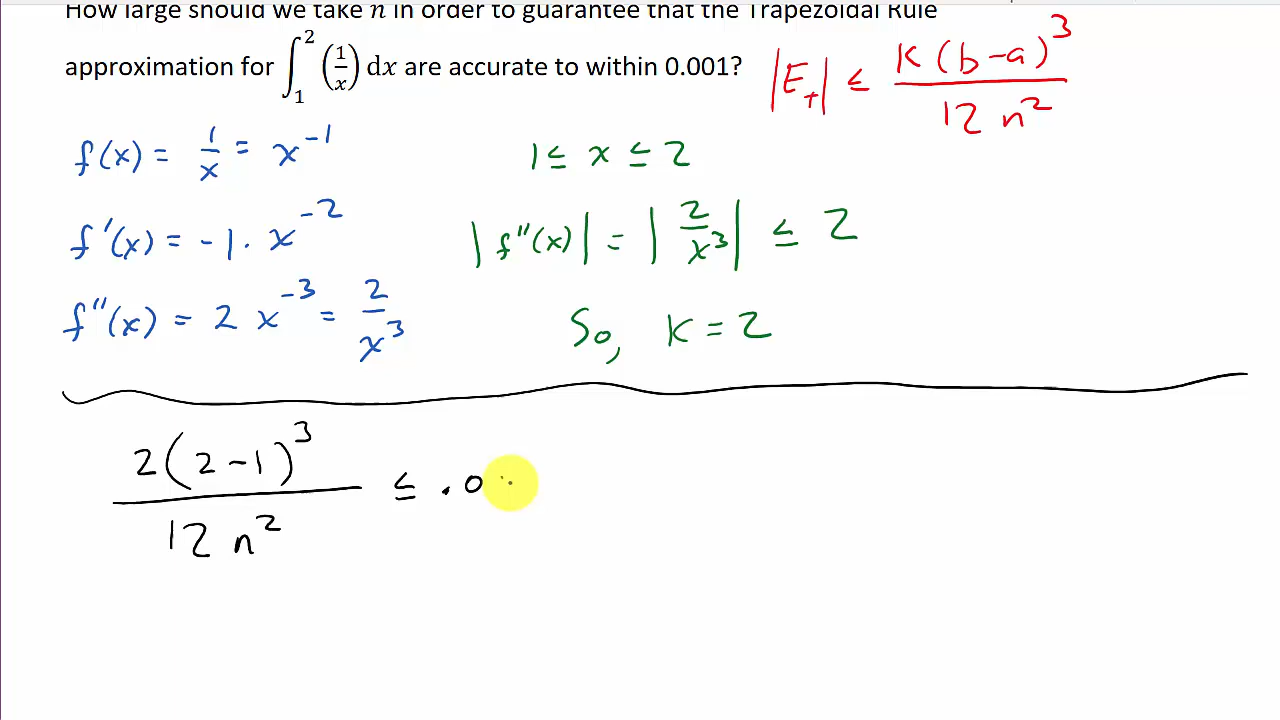 How large should we take n in order to guarantee that the Trapezoidal Rule
approximation for ∫₁² (1/x) dx are accurate to within 0.001?
|E_T| ≤ K(b-a)³ / 12n²
f(x) = 1/x = x⁻¹
f'(x) = -1 · x⁻²
f''(x) = 2x⁻³ = 2/x³
1 ≤ x ≤ 2
|f''(x)| = |2/x³| ≤ 2
So, K = 2
2(2-1)³ / 12n² ≤ .0